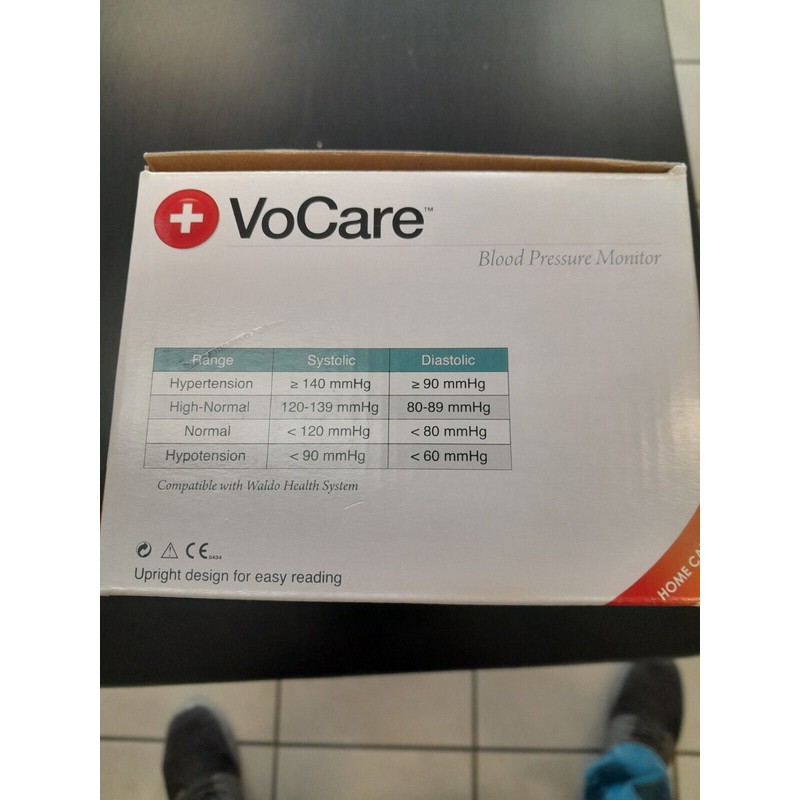 VoCare™
Blood Pressure Monitor
Range Systolic Diastolic
Hypertension ≥ 140 mmHg ≥ 90 mmHg
High-Normal 120-139 mmHg 80-89 mmHg
Normal < 120 mmHg < 80 mmHg
Hypotension < 90 mmHg < 60 mmHg
Compatible with Waldo Health System
CE 0434
Upright design for easy reading
HOME